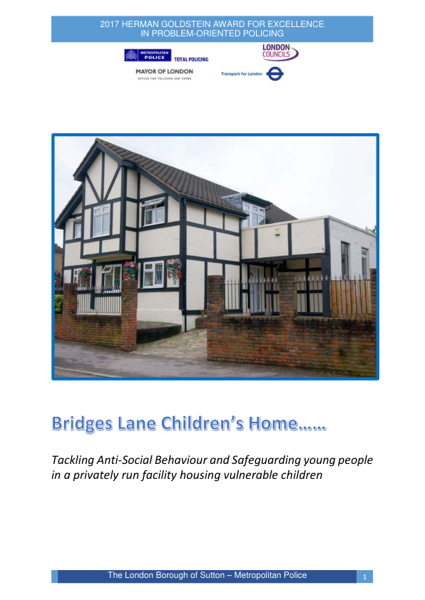 2017 HERMAN GOLDSTEIN AWARD FOR EXCELLENCE
IN PROBLEM-ORIENTED POLICING
METROPOLITAN
POLICE
TOTAL POLICING
LONDON
COUNCILS
MAYOR OF LONDON
OFFICE FOR POLICING AND CRIME
Transport for London
Bridges Lane Children's Home……
Tackling Anti-Social Behaviour and Safeguarding young people
in a privately run facility housing vulnerable children
The London Borough of Sutton – Metropolitan Police
1